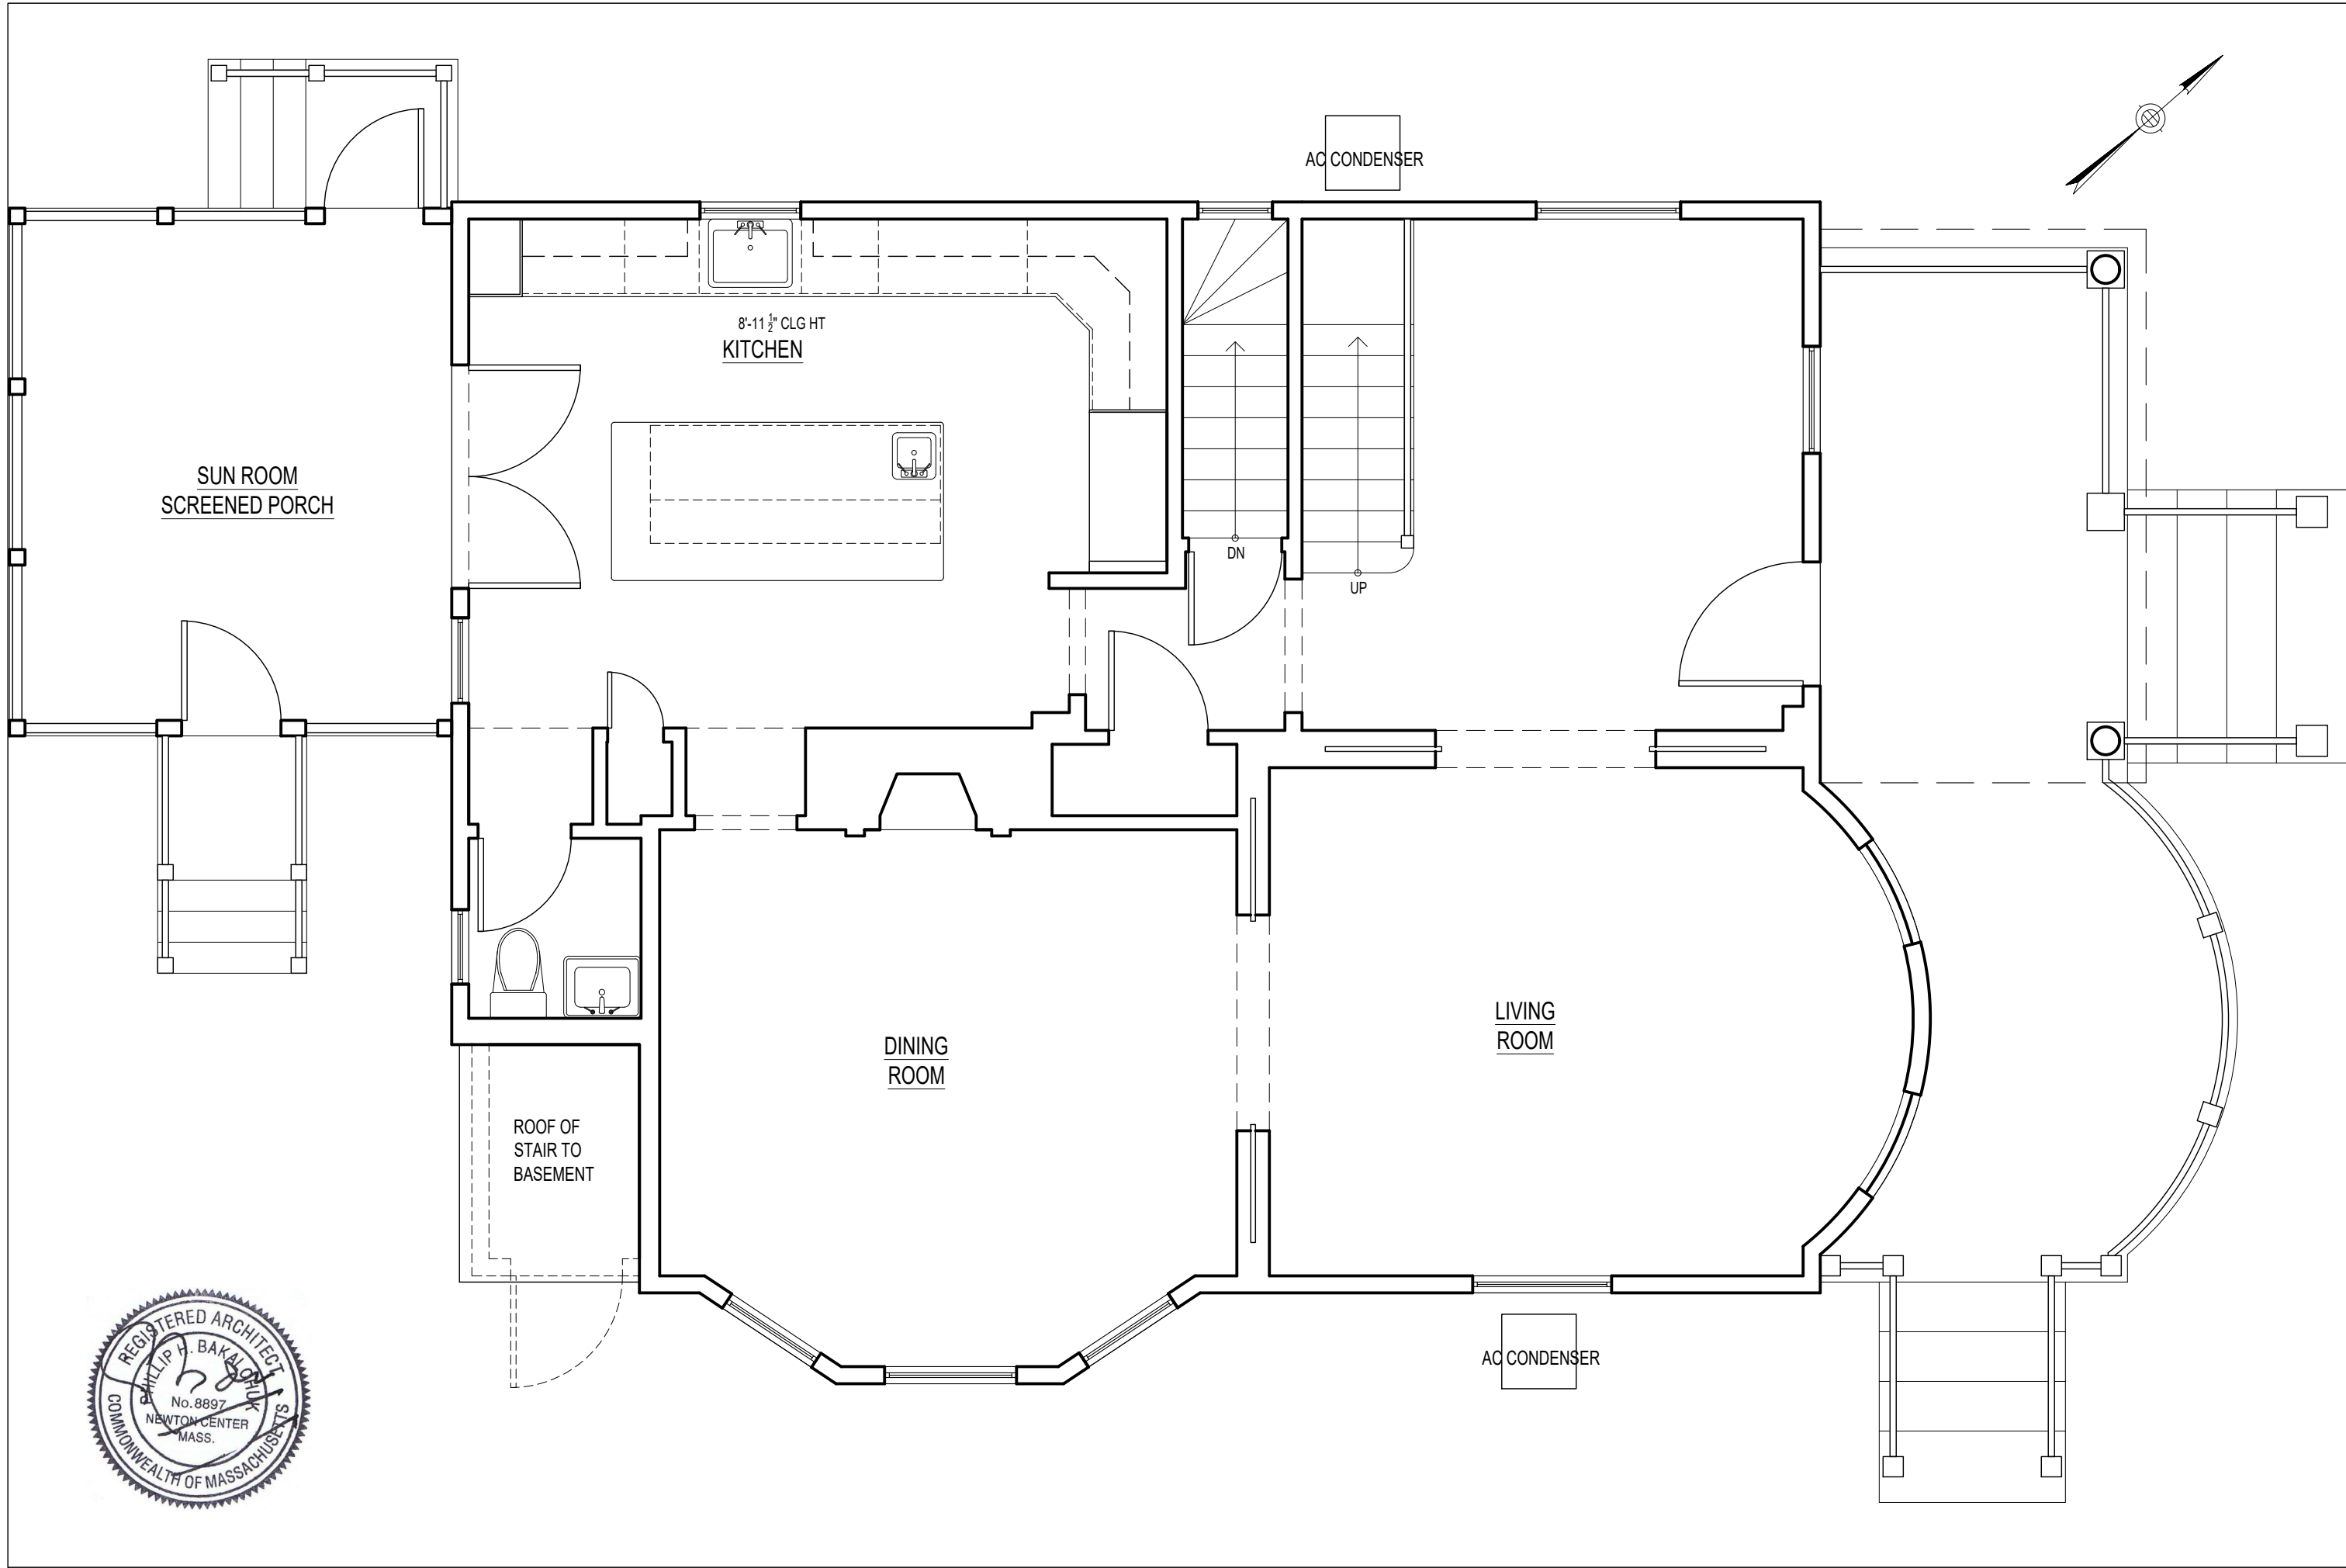 AC CONDENSER
8'-11 1/2" CLG HT
KITCHEN
SUN ROOM
SCREENED PORCH
DN
UP
DINING
ROOM
LIVING
ROOM
ROOF OF
STAIR TO
BASEMENT
AC CONDENSER
REGISTERED ARCHITECT
PHILLIP H. BAKALCHUK
No.8897
NEWTON CENTER
MASS.
COMMONWEALTH OF MASSACHUSETTS